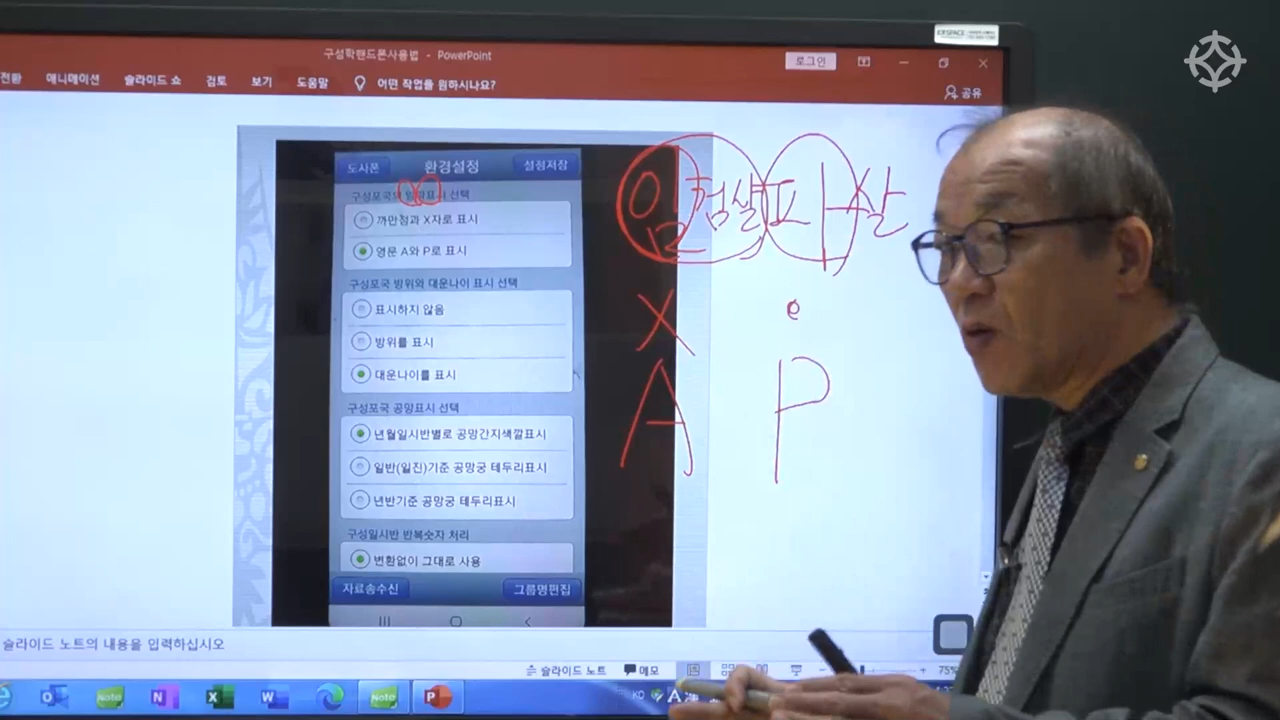 구성학핸드폰사용법 - PowerPoint
로그인
전환 애니메이션 슬라이드 쇼 검토 보기 도움말 어떤 작업을 원하시나요?
공유
도사폰 환경설정 설정저장
표시 선택
까만점과 X자로 표시
영문 A와 P로 표시
구성포국 방위와 대운나이 표시 선택
표시하지 않음
방위를 표시
대운나이를 표시
구성포국 공망표시 선택
년월일시반별로 공망간지색깔표시
일반(일진)기준 공망궁 테두리표시
년반기준 공망궁 테두리표시
구성일시반 반복숫자 처리
변환없이 그대로 사용
자료송수신 그룹명편집
암검살 파살
X
A P
슬라이드 노트의 내용을 입력하십시오
슬라이드 노트 메모 75%